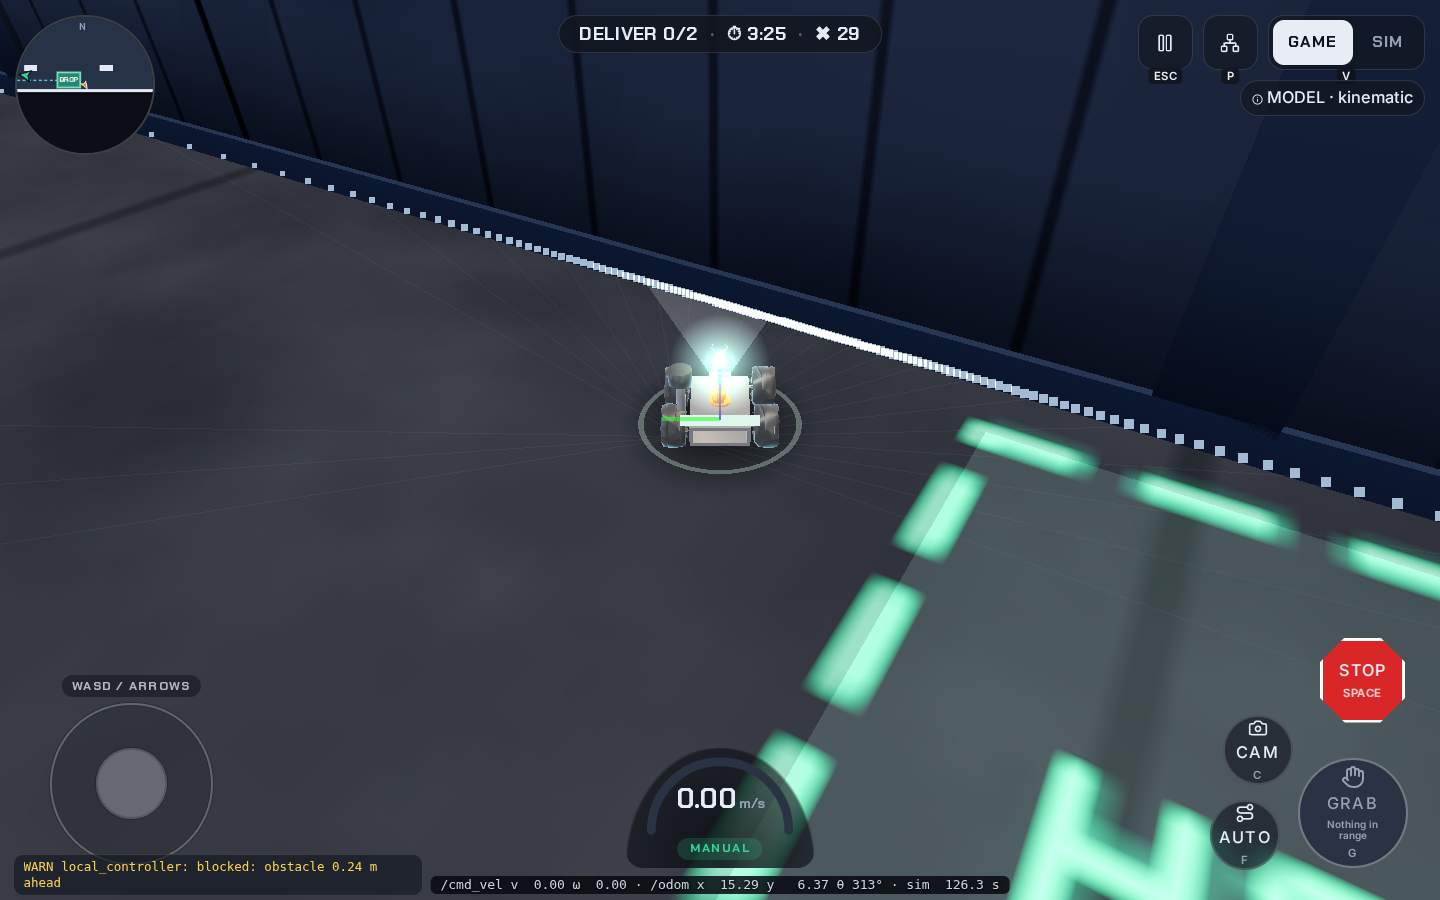 N
DROP
DELIVER 0/2 · 3:25 · ✖ 29
ESC
P
GAME
SIM
V
MODEL · kinematic
WASD / ARROWS
STOP
SPACE
CAM
C
GRAB
Nothing in
range
G
AUTO
F
0.00 m/s
MANUAL
WARN local_controller: blocked: obstacle 0.24 m
ahead
/cmd_vel v 0.00 ω 0.00 · /odom x 15.29 y 6.37 θ 313° · sim 126.3 s